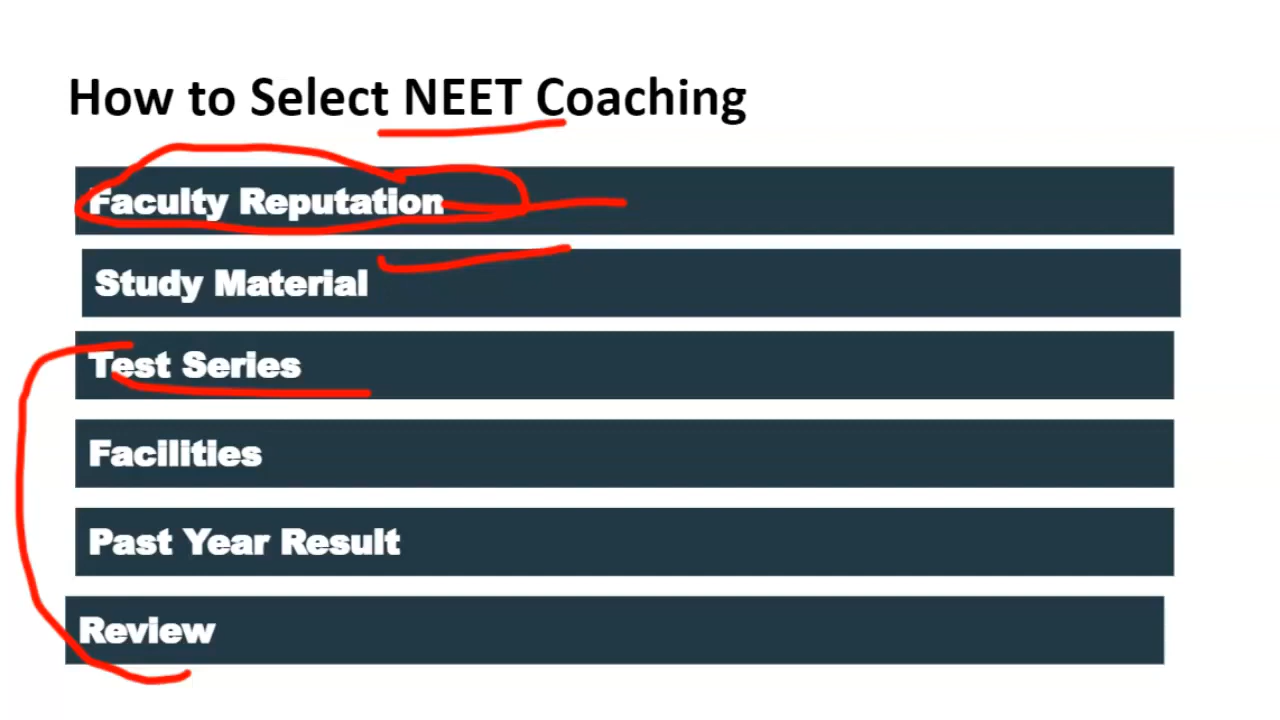 How to Select NEET Coaching
Faculty Reputation
Study Material
Test Series
Facilities
Past Year Result
Review